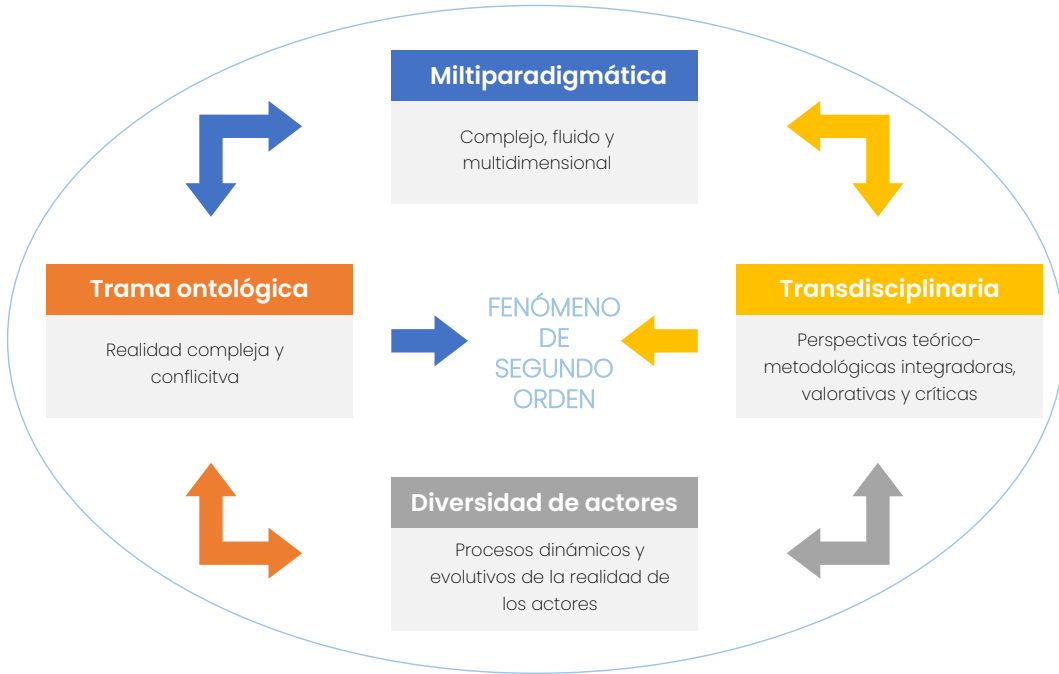 Miltiparadigmática
Complejo, fluido y
multidimensional
Trama ontológica
Realidad compleja y
conflicitva
FENÓMENO
DE
SEGUNDO
ORDEN
Transdisciplinaria
Perspectivas teórico-
metodológicas integradoras,
valorativas y críticas
Diversidad de actores
Procesos dinámicos y
evolutivos de la realidad de
los actores